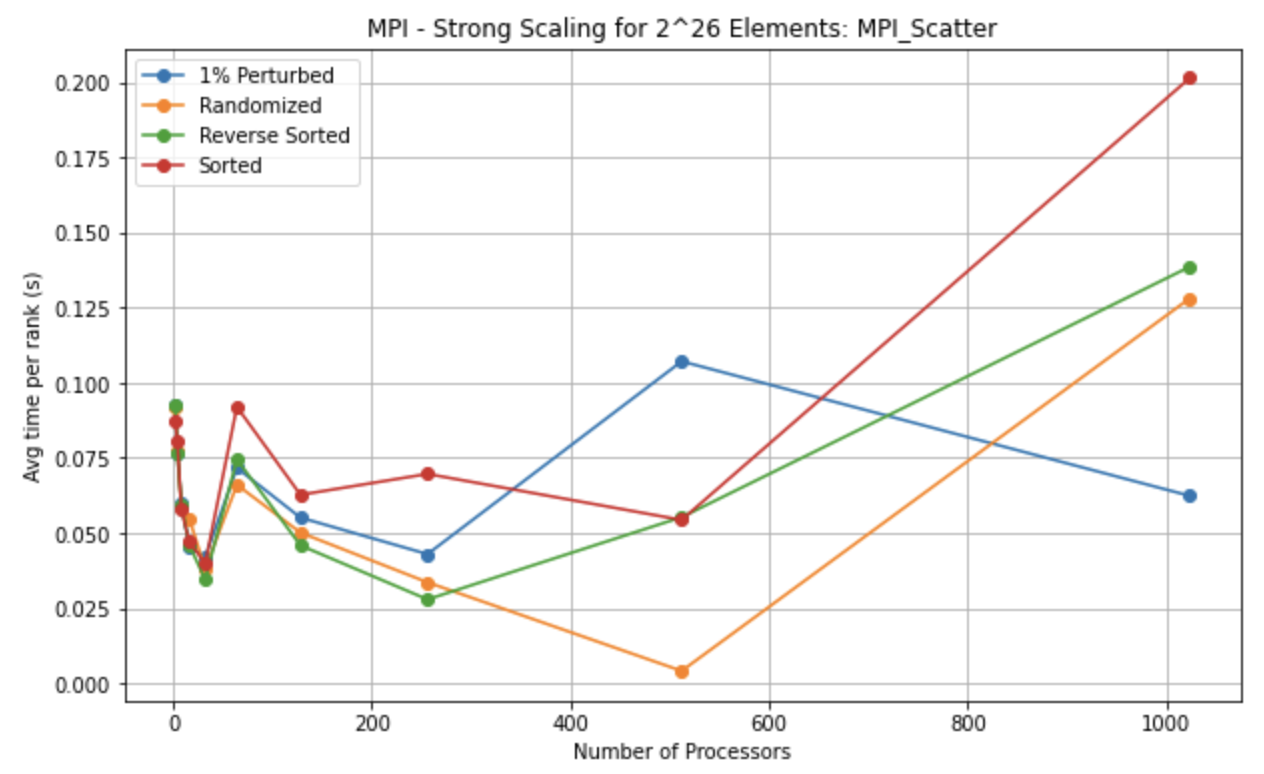 MPI - Strong Scaling for 2^26 Elements: MPI_Scatter
1% Perturbed
Randomized
Reverse Sorted
Sorted
Avg time per rank (s)
0.200
0.175
0.150
0.125
0.100
0.075
0.050
0.025
0.000
0 200 400 600 800 1000
Number of Processors